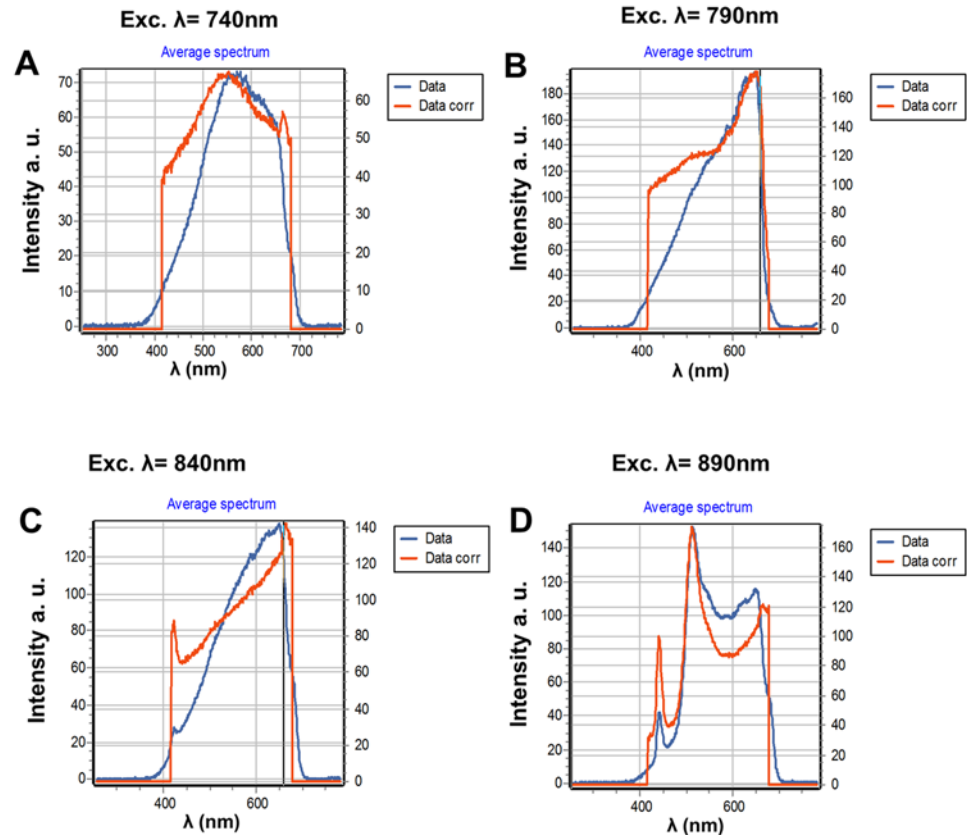 Exc. λ= 740nm
A
Average spectrum
Data
Data corr
Intensity a. u.
70
60
50
40
30
20
10
0
60
50
40
30
20
10
0
300 400 500 600 700
λ (nm)
Exc. λ= 790nm
B
Average spectrum
Data
Data corr
Intensity a. u.
180
160
140
120
100
80
60
40
20
0
160
140
120
100
80
60
40
20
0
400 600
λ (nm)
Exc. λ= 840nm
C
Average spectrum
Data
Data corr
Intensity a. u.
120
100
80
60
40
20
0
140
120
100
80
60
40
20
0
400 600
λ (nm)
Exc. λ= 890nm
D
Average spectrum
Data
Data corr
Intensity a. u.
140
120
100
80
60
40
20
0
160
140
120
100
80
60
40
20
0
400 600
λ (nm)